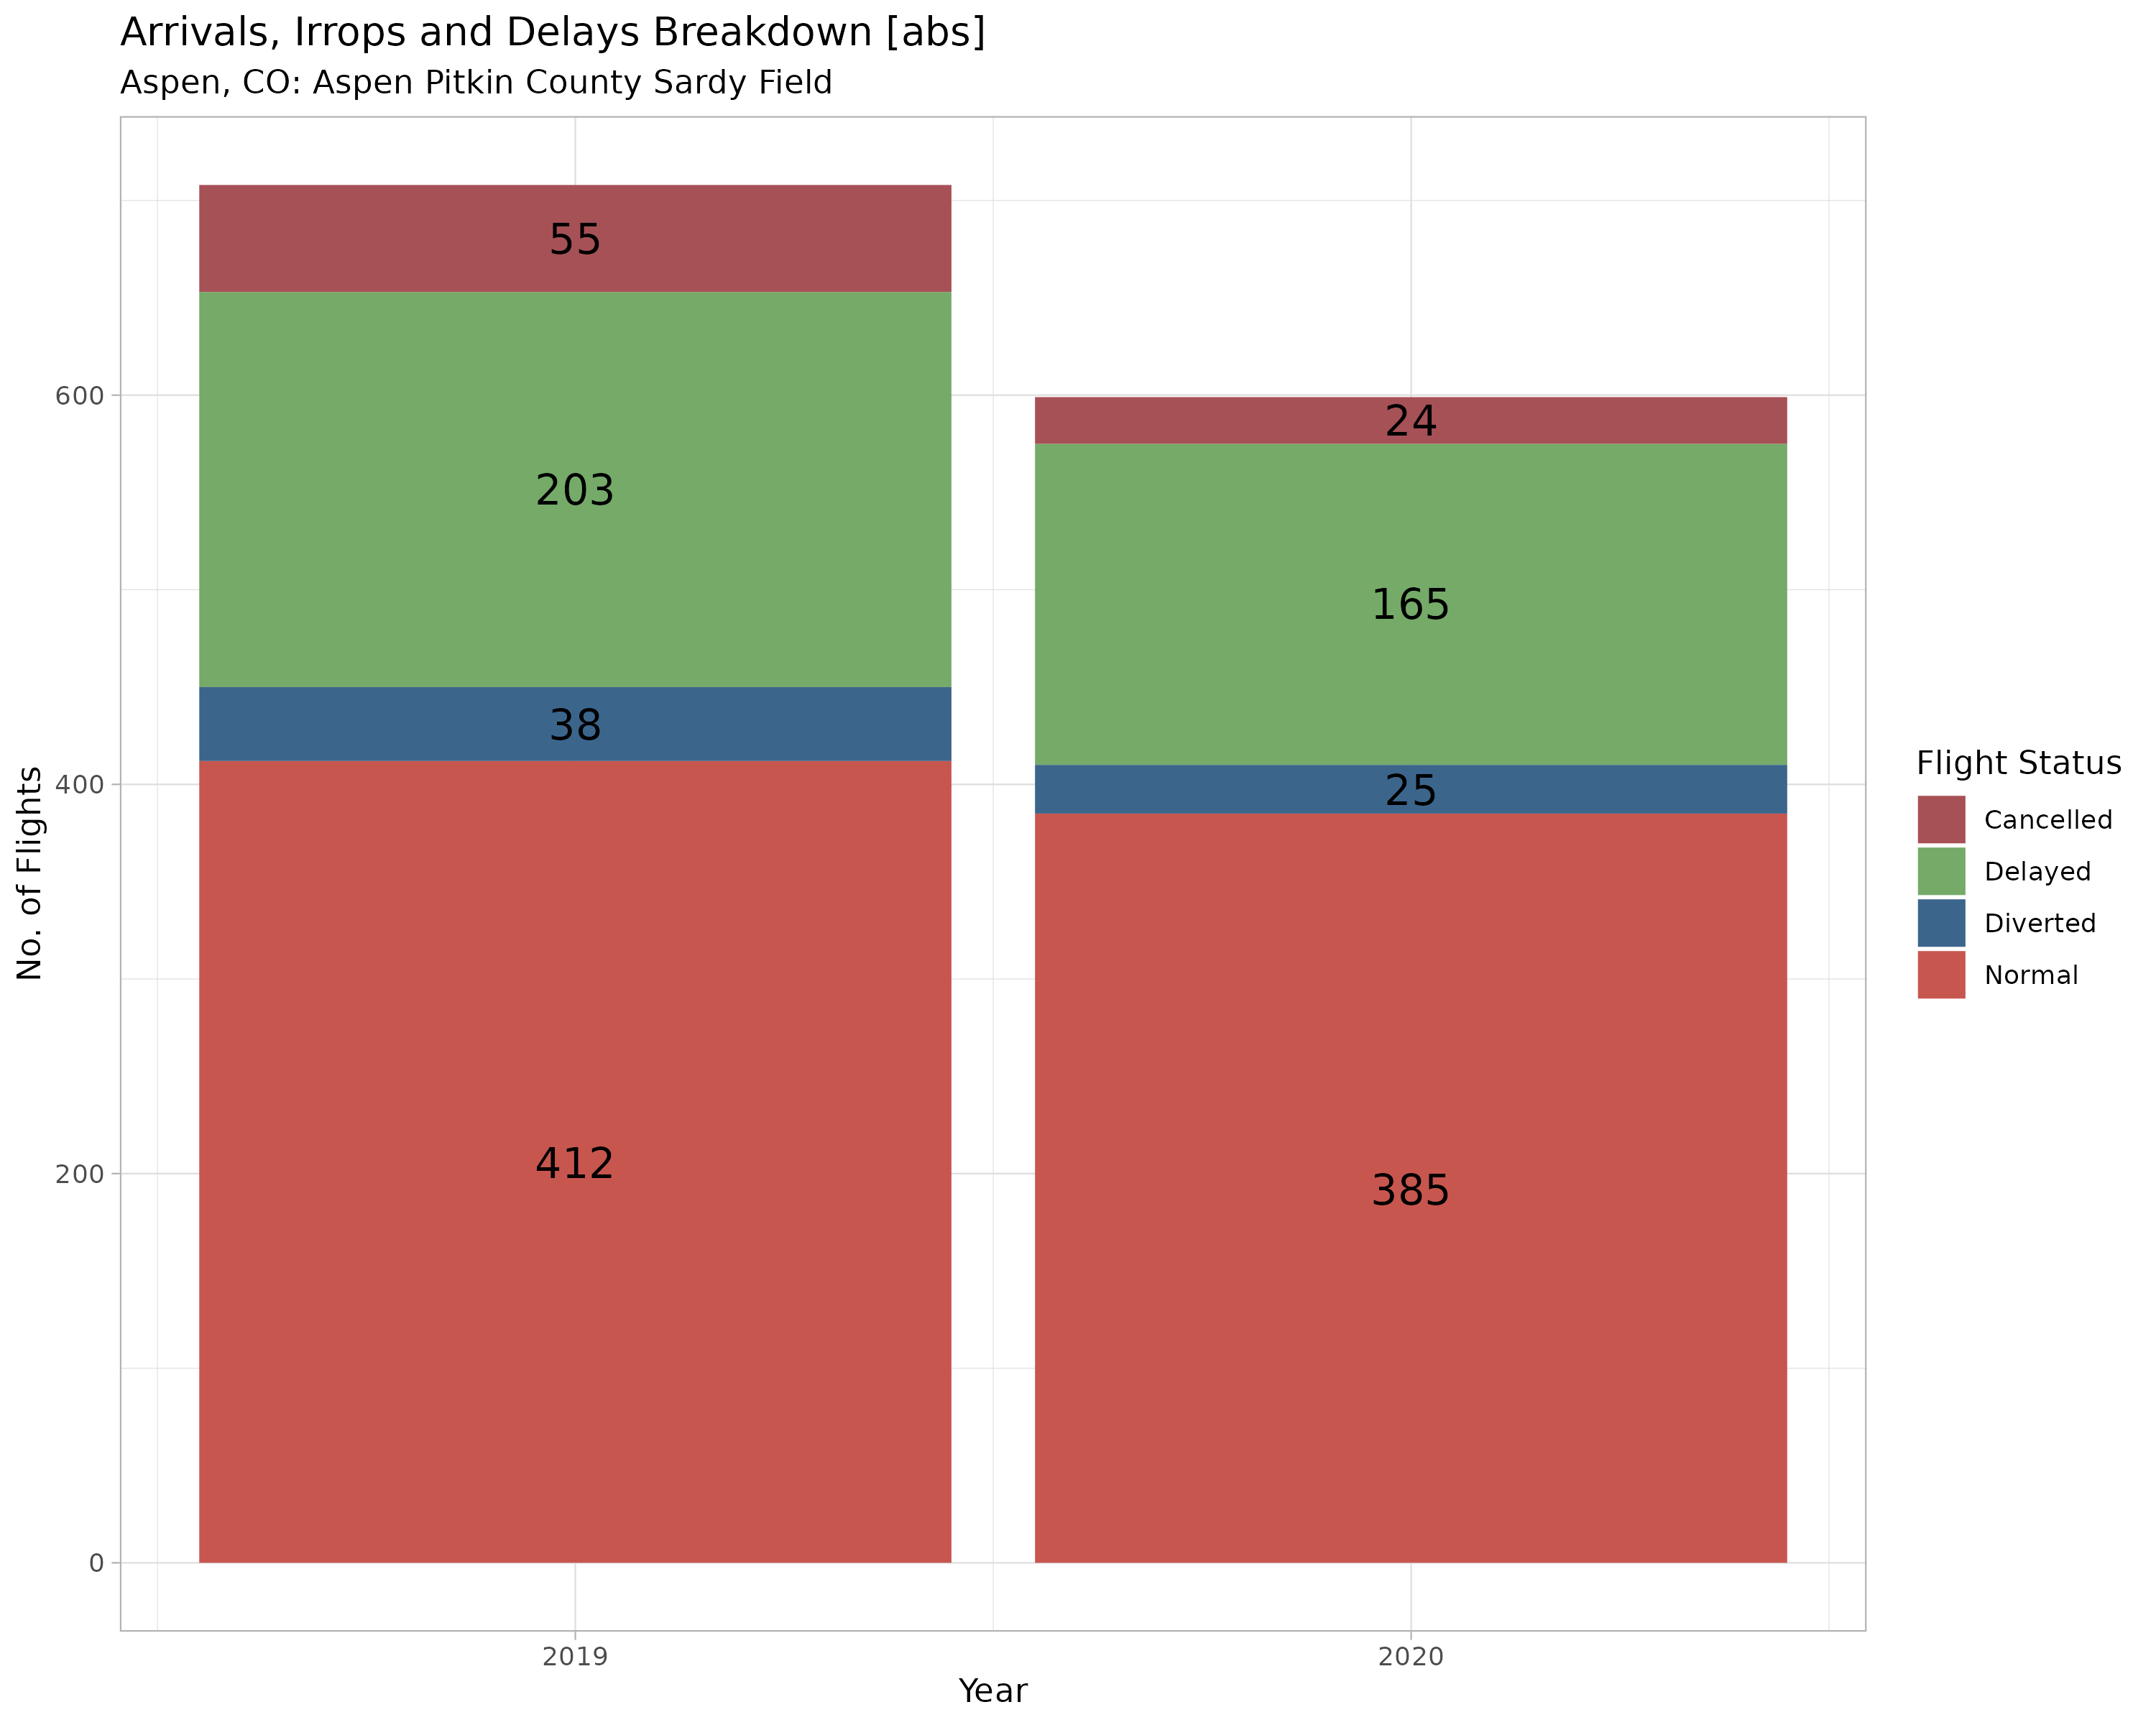 Arrivals, Irrops and Delays Breakdown [abs]
Aspen, CO: Aspen Pitkin County Sardy Field
No. of Flights
600
400
200
0
55
203
38
412
24
165
25
385
2019
2020
Year
Flight Status
Cancelled
Delayed
Diverted
Normal